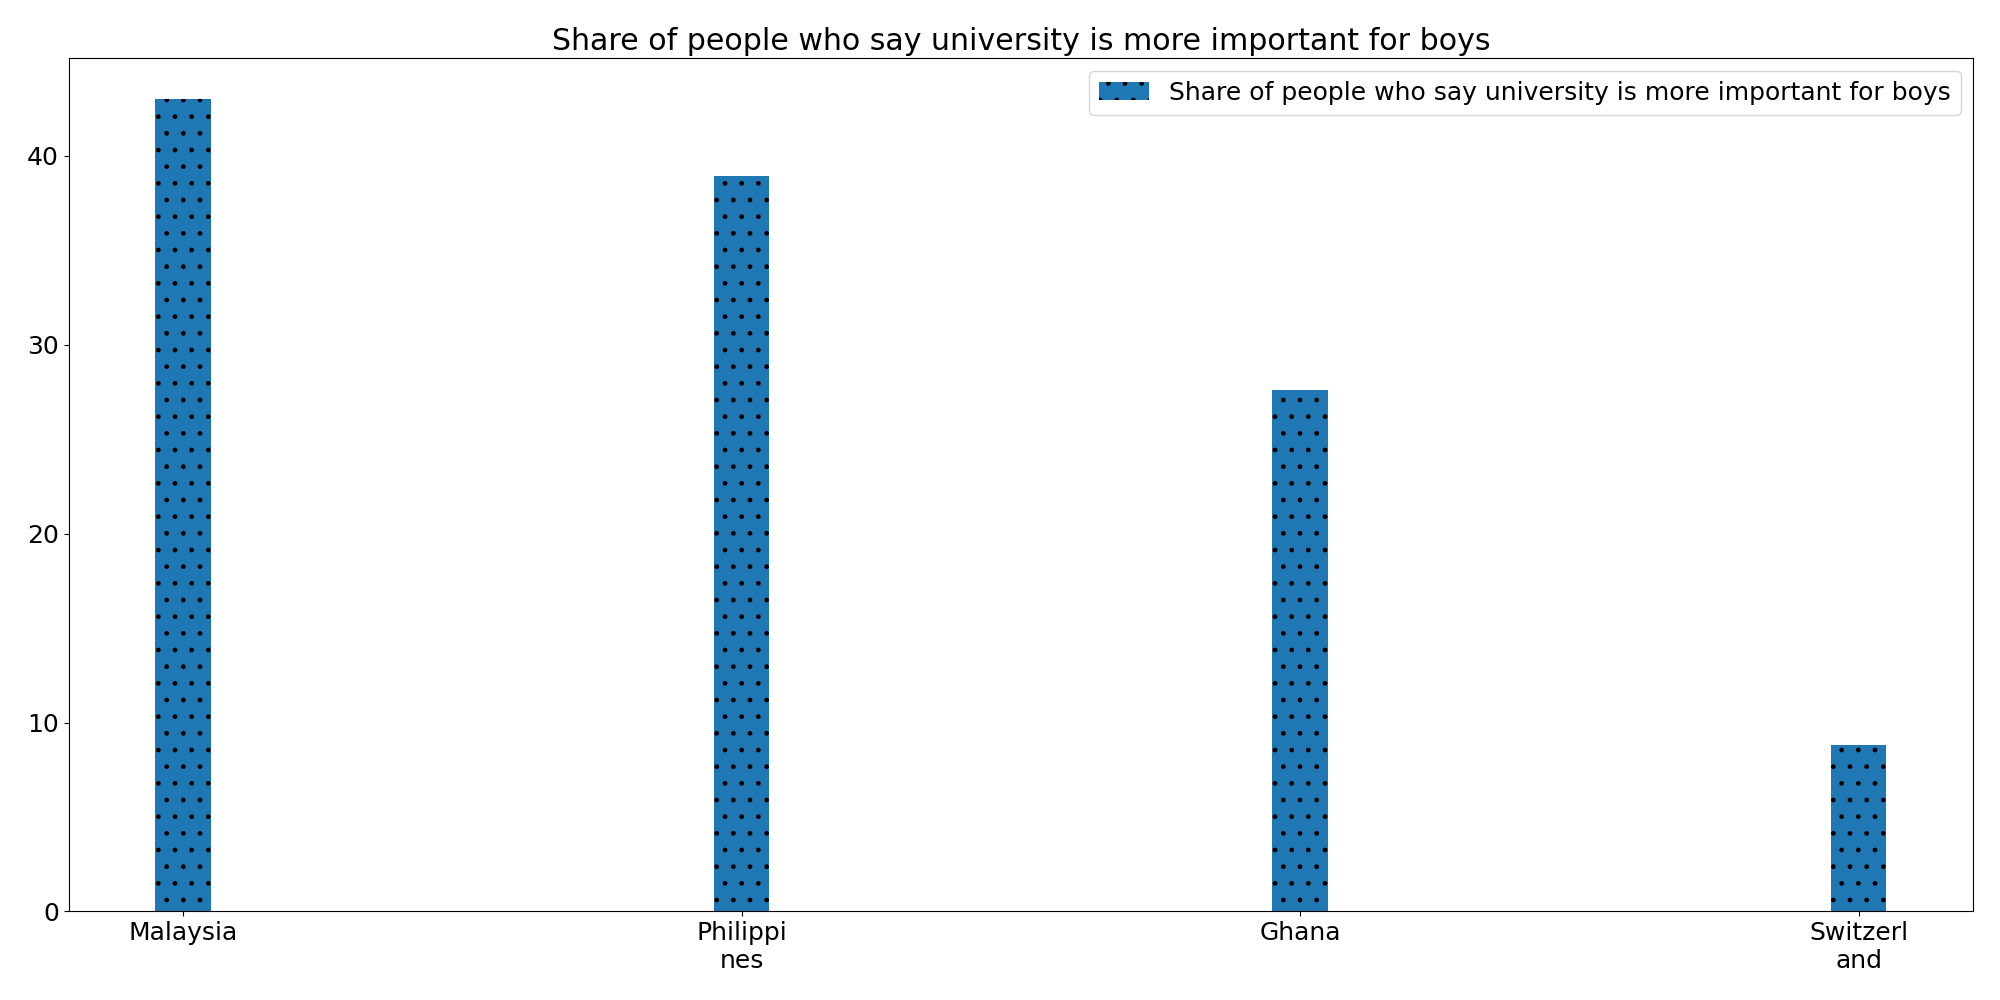 Share of people who say university is more important for boys
Share of people who say university is more important for boys
40
30
20
10
0
Malaysia
Philippi
nes
Ghana
Switzerl
and